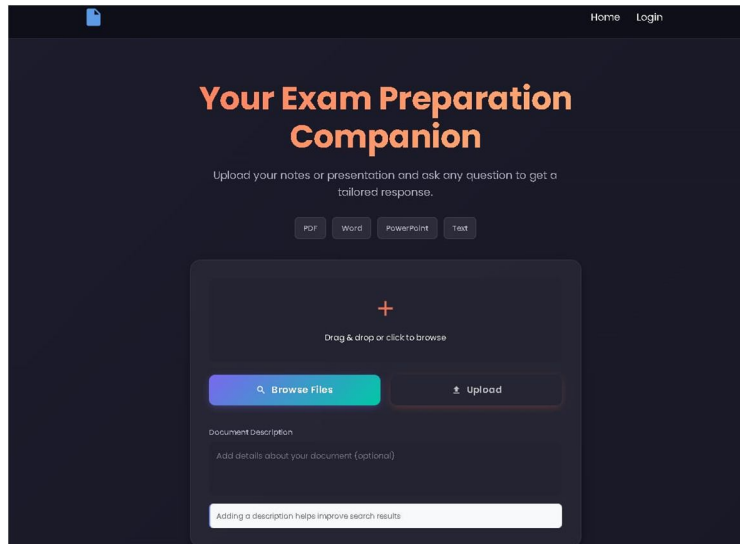 Home Login
Your Exam Preparation
Companion
Upload your notes or presentation and ask any question to get a
tailored response.
PDF Word PowerPoint Text
Drag & drop or click to browse
Browse Files Upload
Document Description
Add details about your document (optional)
Adding a description helps improve search results